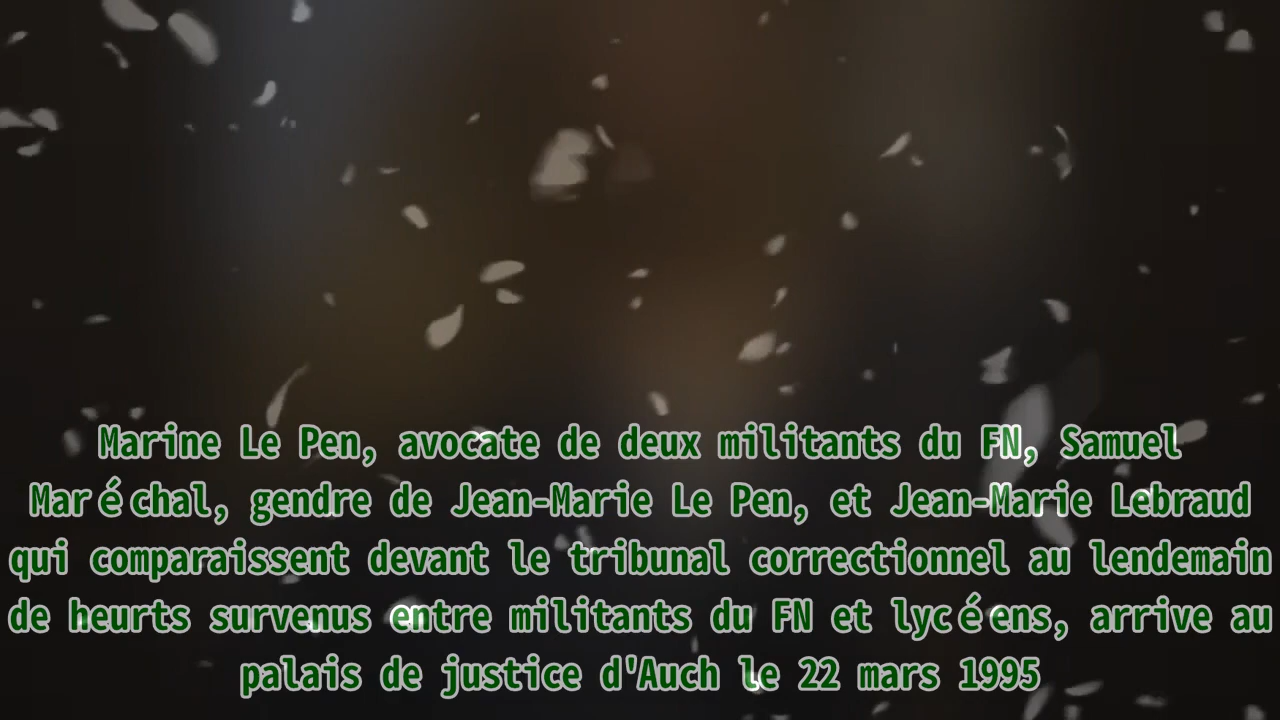 Marine Le Pen, avocate de deux militants du FN, Samuel
Maréchal, gendre de Jean-Marie Le Pen, et Jean-Marie Lebraud
qui comparaissent devant le tribunal correctionnel au lendemain
de heurts survenus entre militants du FN et lycéens, arrive au
palais de justice d'Auch le 22 mars 1995